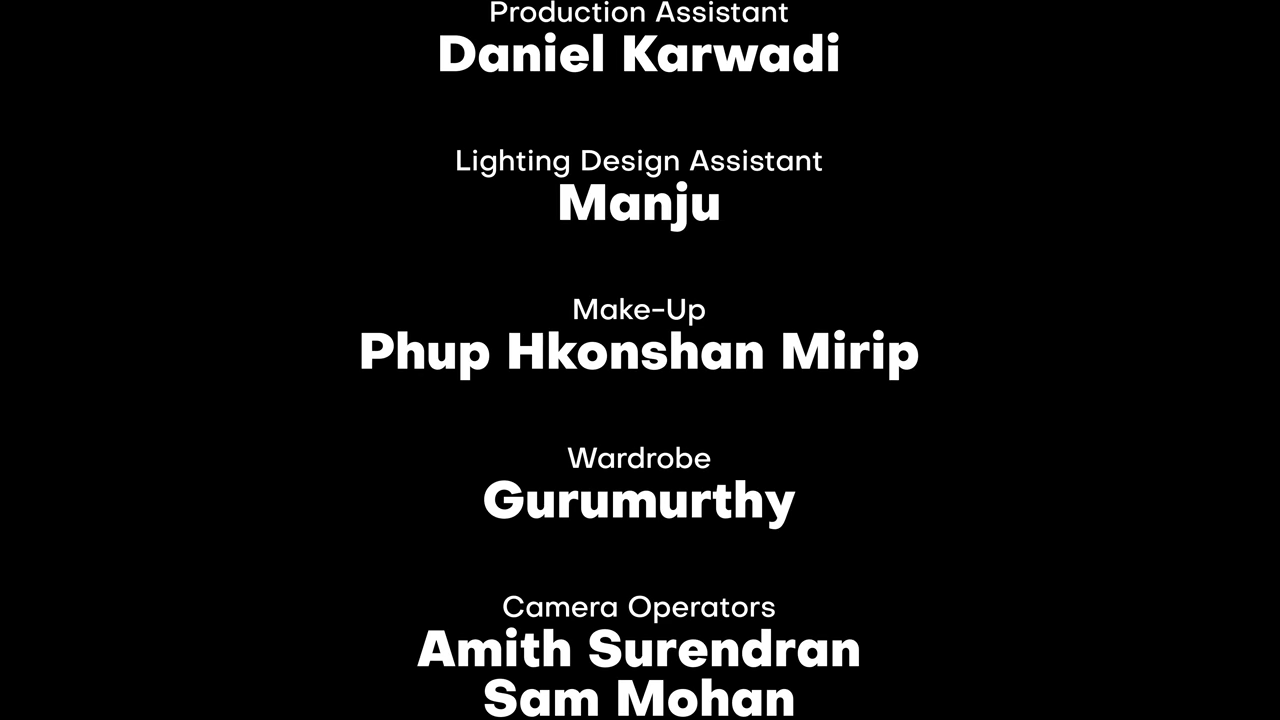 Production Assistant
Daniel Karwadi
Lighting Design Assistant
Manju
Make-Up
Phup Hkonshan Mirip
Wardrobe
Gurumurthy
Camera Operators
Amith Surendran
Sam Mohan